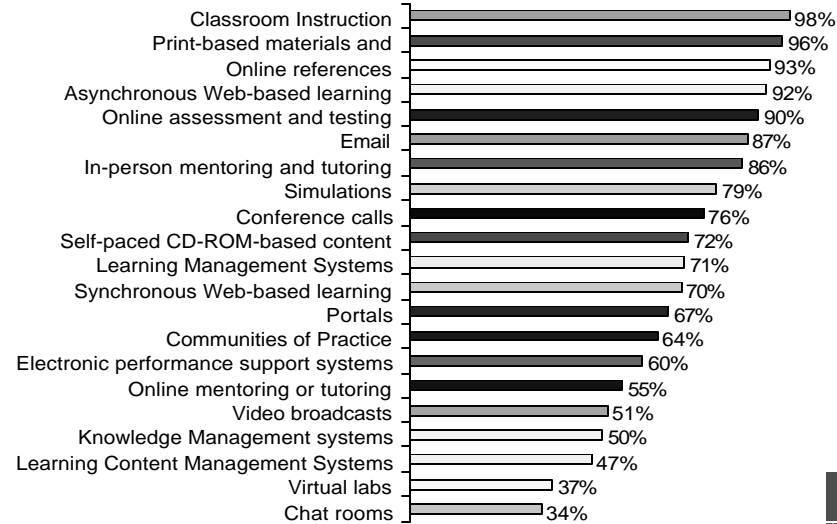 Classroom Instruction 98%
Print-based materials and 96%
Online references 93%
Asynchronous Web-based learning 92%
Online assessment and testing 90%
Email 87%
In-person mentoring and tutoring 86%
Simulations 79%
Conference calls 76%
Self-paced CD-ROM-based content 72%
Learning Management Systems 71%
Synchronous Web-based learning 70%
Portals 67%
Communities of Practice 64%
Electronic performance support systems 60%
Online mentoring or tutoring 55%
Video broadcasts 51%
Knowledge Management systems 50%
Learning Content Management Systems 47%
Virtual labs 37%
Chat rooms 34%